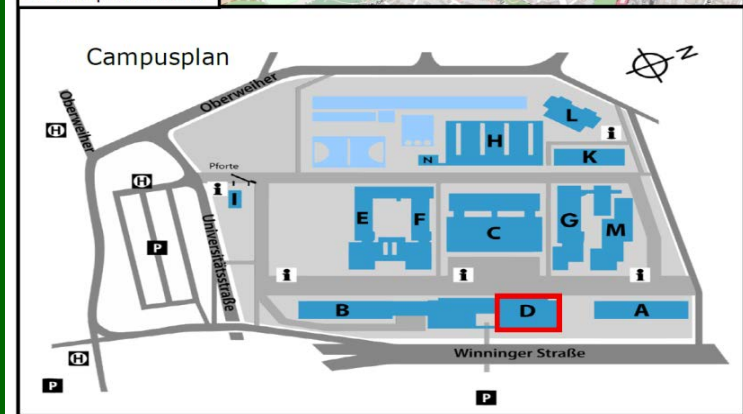 Campusplan
N
Oberweiher
Oberweiher
H
L
i
H
N
K
Pforte
H
i
I
E
F
C
G
M
P
Universitätsstraße
i
i
i
B
D
A
H
Winninger Straße
P
P